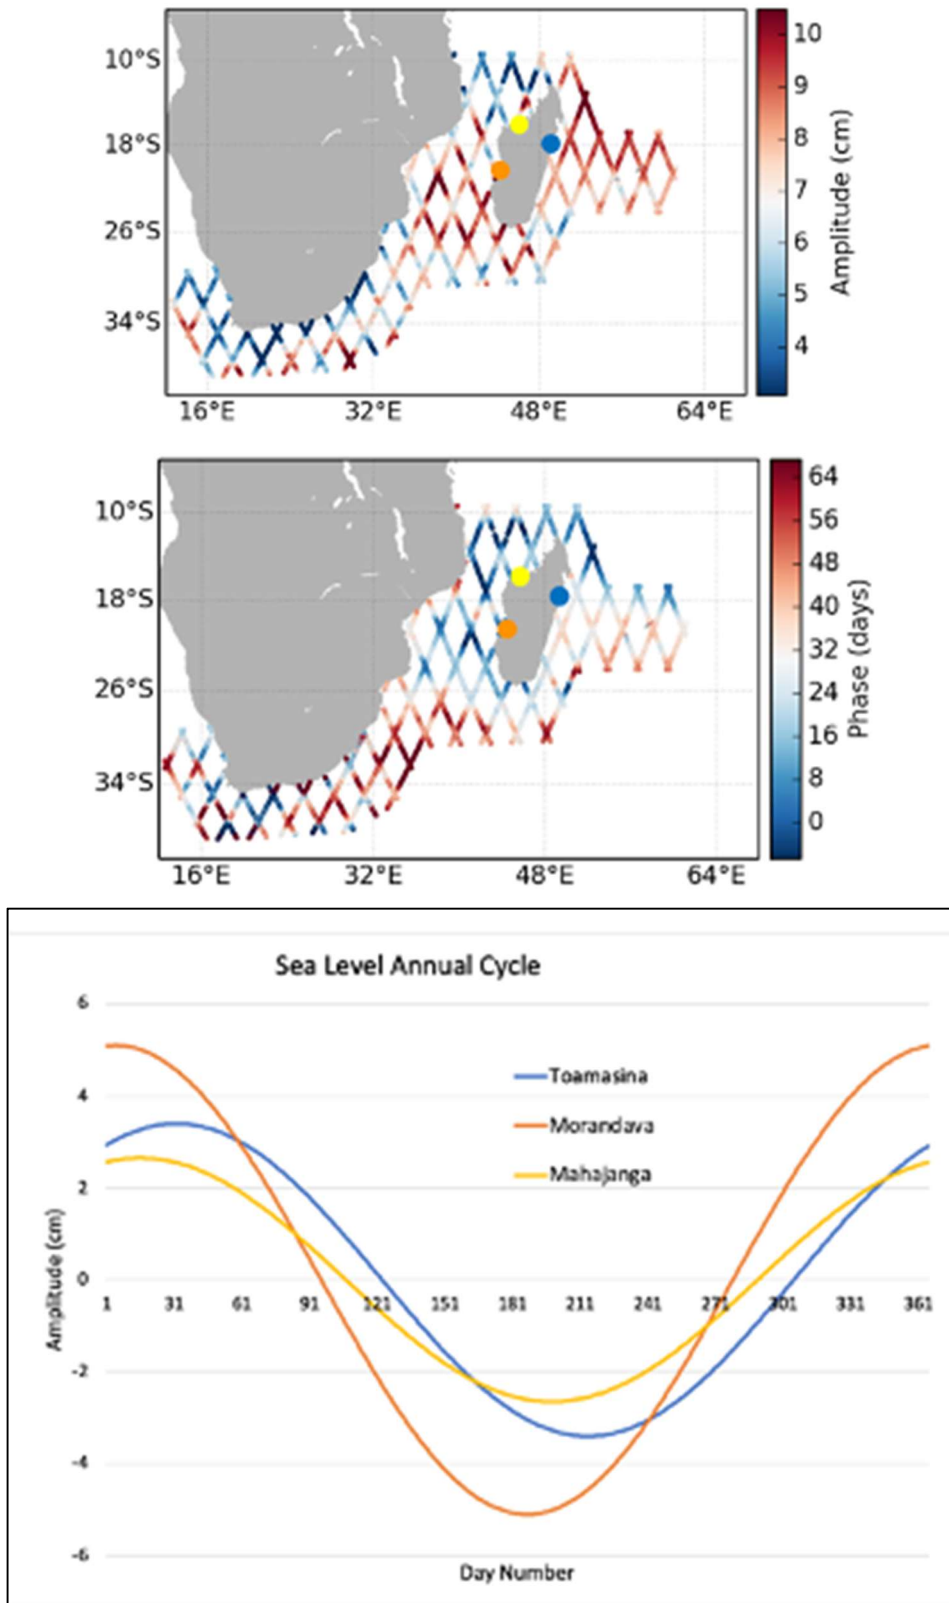 10°S
18°S
26°S
34°S
16°E 32°E 48°E 64°E
10
9
8
7
6
5
4
Amplitude (cm)
10°S
18°S
26°S
34°S
16°E 32°E 48°E 64°E
64
56
48
40
32
24
16
8
0
Phase (days)
Sea Level Annual Cycle
6
4
2
0
-2
-4
-6
Amplitude (cm)
Toamasina
Morandava
Mahajanga
1 31 61 91 121 151 181 211 241 271 301 331 361
Day Number